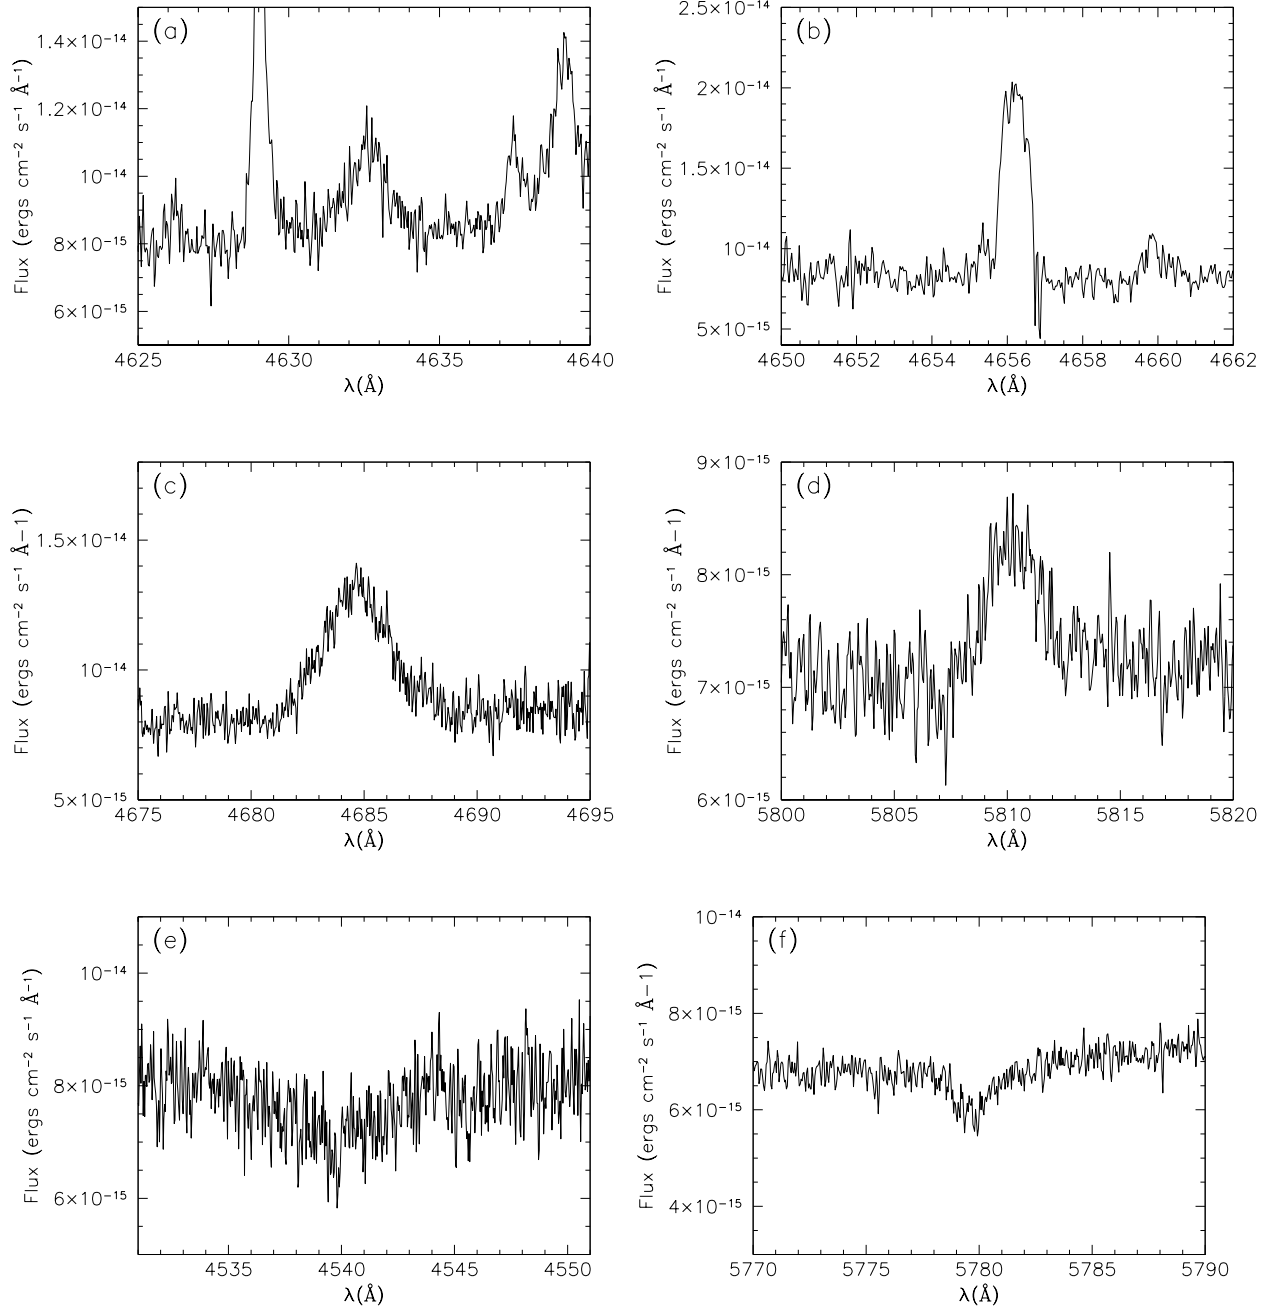 (a)
Flux (ergs cm⁻² s⁻¹ Å⁻¹)
1.4×10⁻¹⁴
1.2×10⁻¹⁴
10⁻¹⁴
8×10⁻¹⁵
6×10⁻¹⁵
4625 4630 4635 4640
λ(Å)
(b)
Flux (ergs cm⁻² s⁻¹ Å⁻¹)
2.5×10⁻¹⁴
2×10⁻¹⁴
1.5×10⁻¹⁴
10⁻¹⁴
5×10⁻¹⁵
4650 4652 4654 4656 4658 4660 4662
λ(Å)
(c)
Flux (ergs cm⁻² s⁻¹ Å−1)
1.5×10⁻¹⁴
10⁻¹⁴
5×10⁻¹⁵
4675 4680 4685 4690 4695
λ(Å)
(d)
Flux (ergs cm⁻² s⁻¹ Å−1)
9×10⁻¹⁵
8×10⁻¹⁵
7×10⁻¹⁵
6×10⁻¹⁵
5800 5805 5810 5815 5820
λ(Å)
(e)
Flux (ergs cm⁻² s⁻¹ Å⁻¹)
10⁻¹⁴
8×10⁻¹⁵
6×10⁻¹⁵
4535 4540 4545 4550
λ(Å)
(f)
Flux (ergs cm⁻² s⁻¹ Å−1)
10⁻¹⁴
8×10⁻¹⁵
6×10⁻¹⁵
4×10⁻¹⁵
5770 5775 5780 5785 5790
λ(Å)